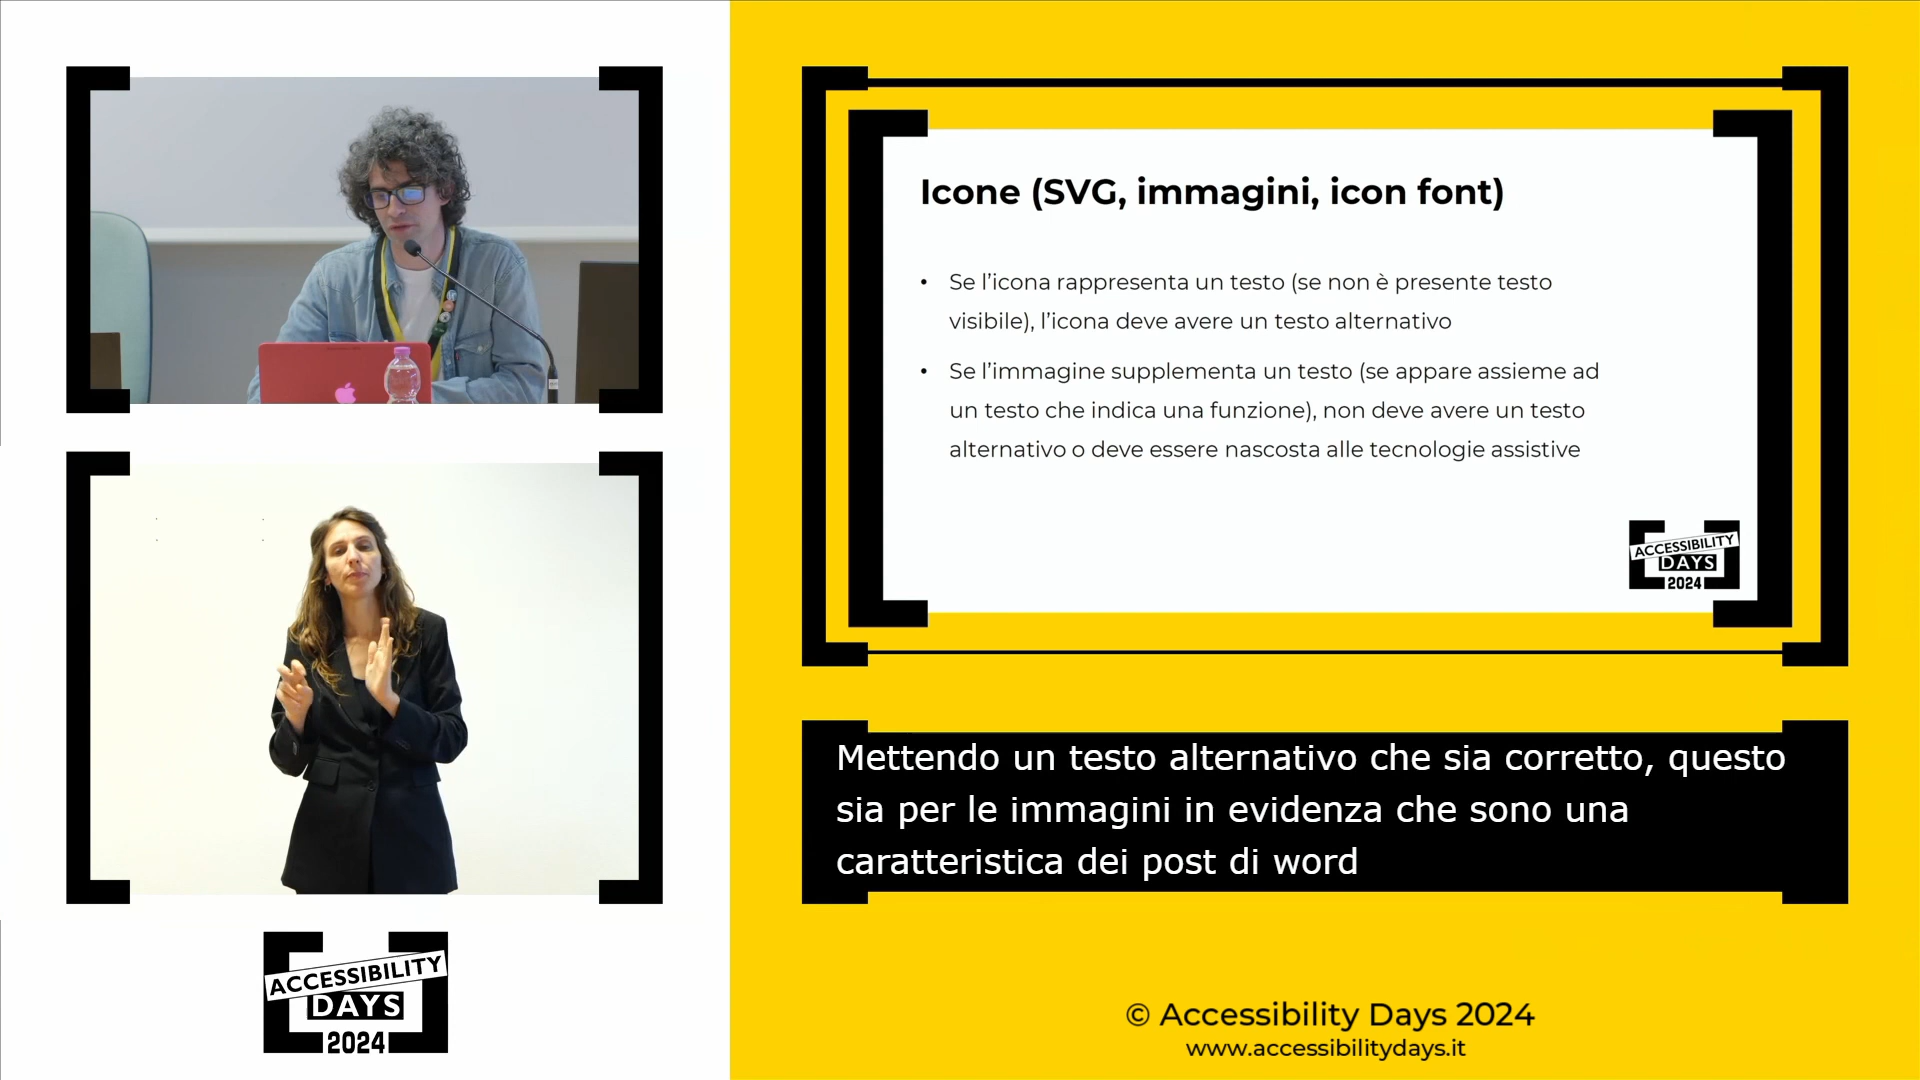 Icone (SVG, immagini, icon font)
• Se l’icona rappresenta un testo (se non è presente testo
visibile), l’icona deve avere un testo alternativo
• Se l’immagine supplementa un testo (se appare assieme ad
un testo che indica una funzione), non deve avere un testo
alternativo o deve essere nascosta alle tecnologie assistive
ACCESSIBILITY
DAYS
2024
Mettendo un testo alternativo che sia corretto, questo
sia per le immagini in evidenza che sono una
caratteristica dei post di word
ACCESSIBILITY
DAYS
2024
© Accessibility Days 2024
www.accessibilitydays.it